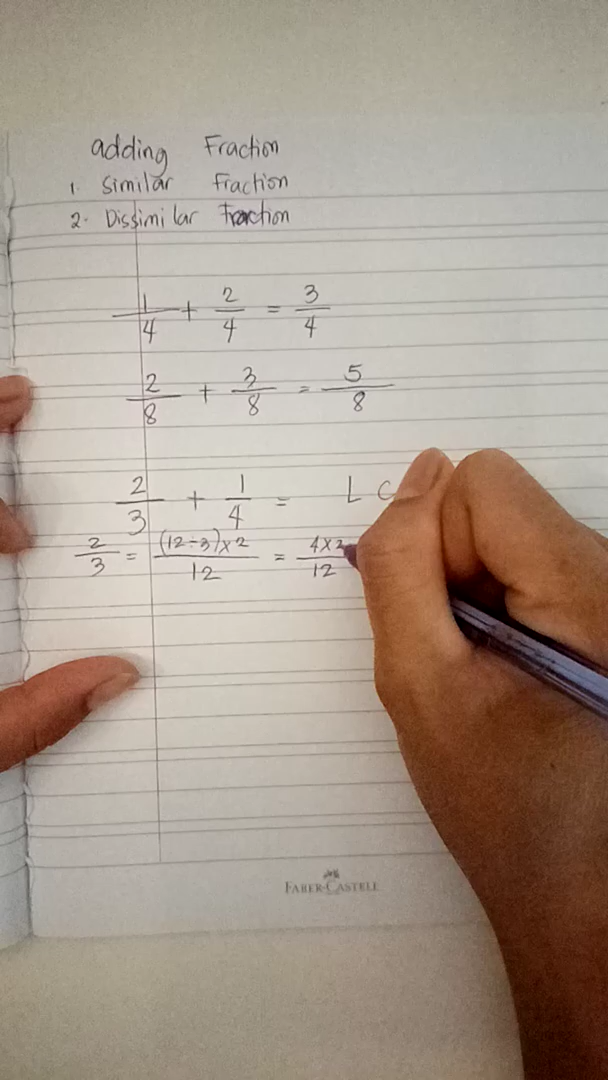 adding Fraction
1. Similar Fraction
2. Dissimilar Fraction
1/4 + 2/4 = 3/4
2/8 + 3/8 = 5/8
2/3 + 1/4 = L C
2/3 = (12÷3)x2/12 = 4x2/12
FABER-CASTELL